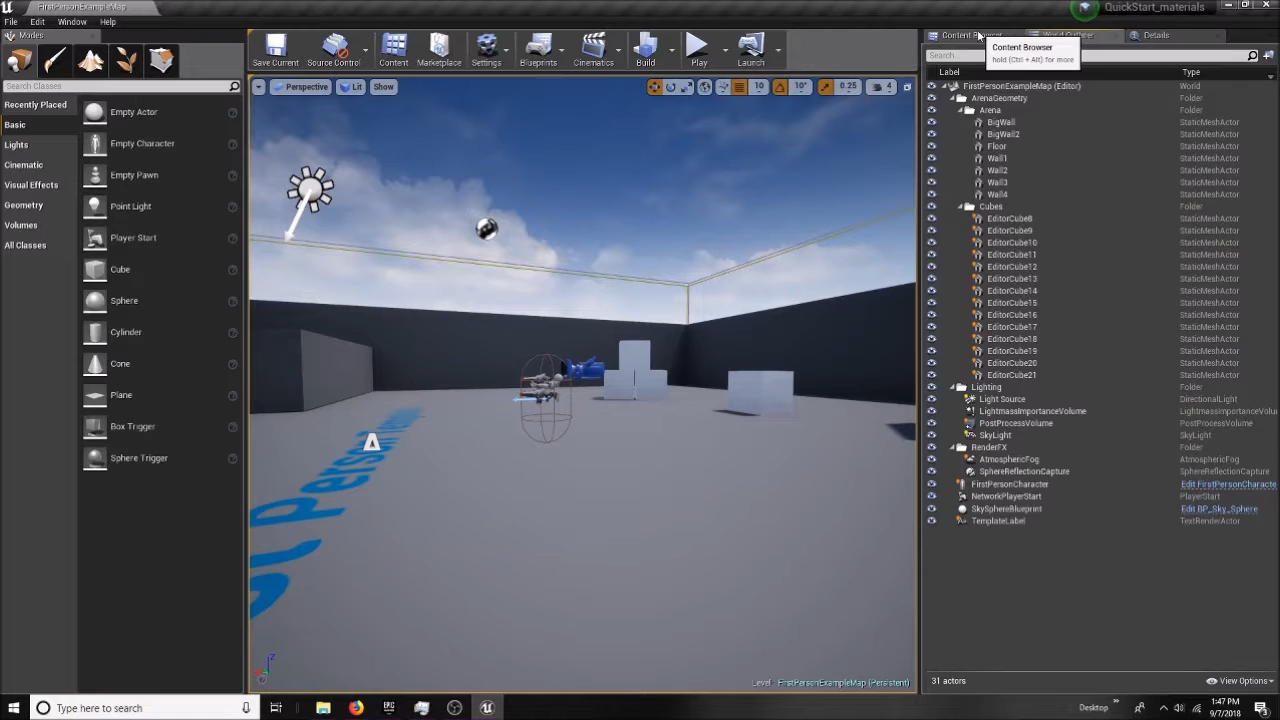 FirstPersonExampleMap
QuickStart_materials
File Edit Window Help
Modes
Content Browser World Outliner Details
Content Browser
hold (Ctrl + Alt) for more
Save Current Source Control Content Marketplace Settings Blueprints Cinematics Build Play Launch
Search Classes
Search
Perspective Lit Show
10 10° 0.25 4
Label Type
Recently Placed
Basic
Lights
Cinematic
Visual Effects
Geometry
Volumes
All Classes
Empty Actor
Empty Character
Empty Pawn
Point Light
Player Start
Cube
Sphere
Cylinder
Cone
Plane
Box Trigger
Sphere Trigger
FirstPersonExampleMap (Editor) World
ArenaGeometry Folder
Arena Folder
BigWall StaticMeshActor
BigWall2 StaticMeshActor
Floor StaticMeshActor
Wall1 StaticMeshActor
Wall2 StaticMeshActor
Wall3 StaticMeshActor
Wall4 StaticMeshActor
Cubes Folder
EditorCube8 StaticMeshActor
EditorCube9 StaticMeshActor
EditorCube10 StaticMeshActor
EditorCube11 StaticMeshActor
EditorCube12 StaticMeshActor
EditorCube13 StaticMeshActor
EditorCube14 StaticMeshActor
EditorCube15 StaticMeshActor
EditorCube16 StaticMeshActor
EditorCube17 StaticMeshActor
EditorCube18 StaticMeshActor
EditorCube19 StaticMeshActor
EditorCube20 StaticMeshActor
EditorCube21 StaticMeshActor
Lighting Folder
Light Source DirectionalLight
LightmassImportanceVolume LightmassImportanceVolu
PostProcessVolume PostProcessVolume
SkyLight SkyLight
RenderFX Folder
AtmosphericFog AtmosphericFog
SphereReflectionCapture SphereReflectionCapture
FirstPersonCharacter Edit FirstPersonCharacte
NetworkPlayerStart PlayerStart
SkySphereBlueprint Edit BP_Sky_Sphere
TemplateLabel TextRenderActor
31 actors View Options
Level: FirstPersonExampleMap (Persistent)
Type here to search
Desktop
1:47 PM
9/7/2018